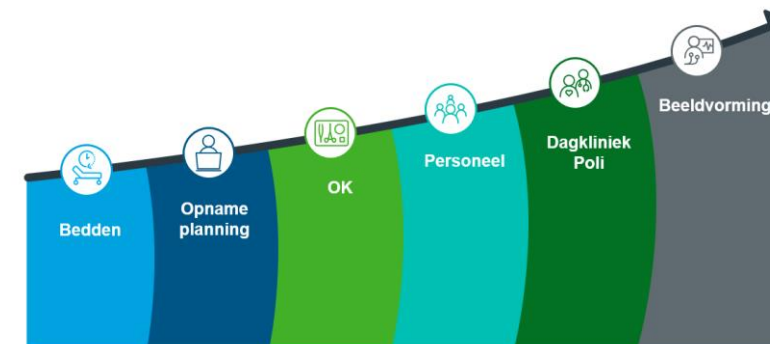 Bedden
Opname
planning
OK
Personeel
Dagkliniek
Poli
Beeldvorming